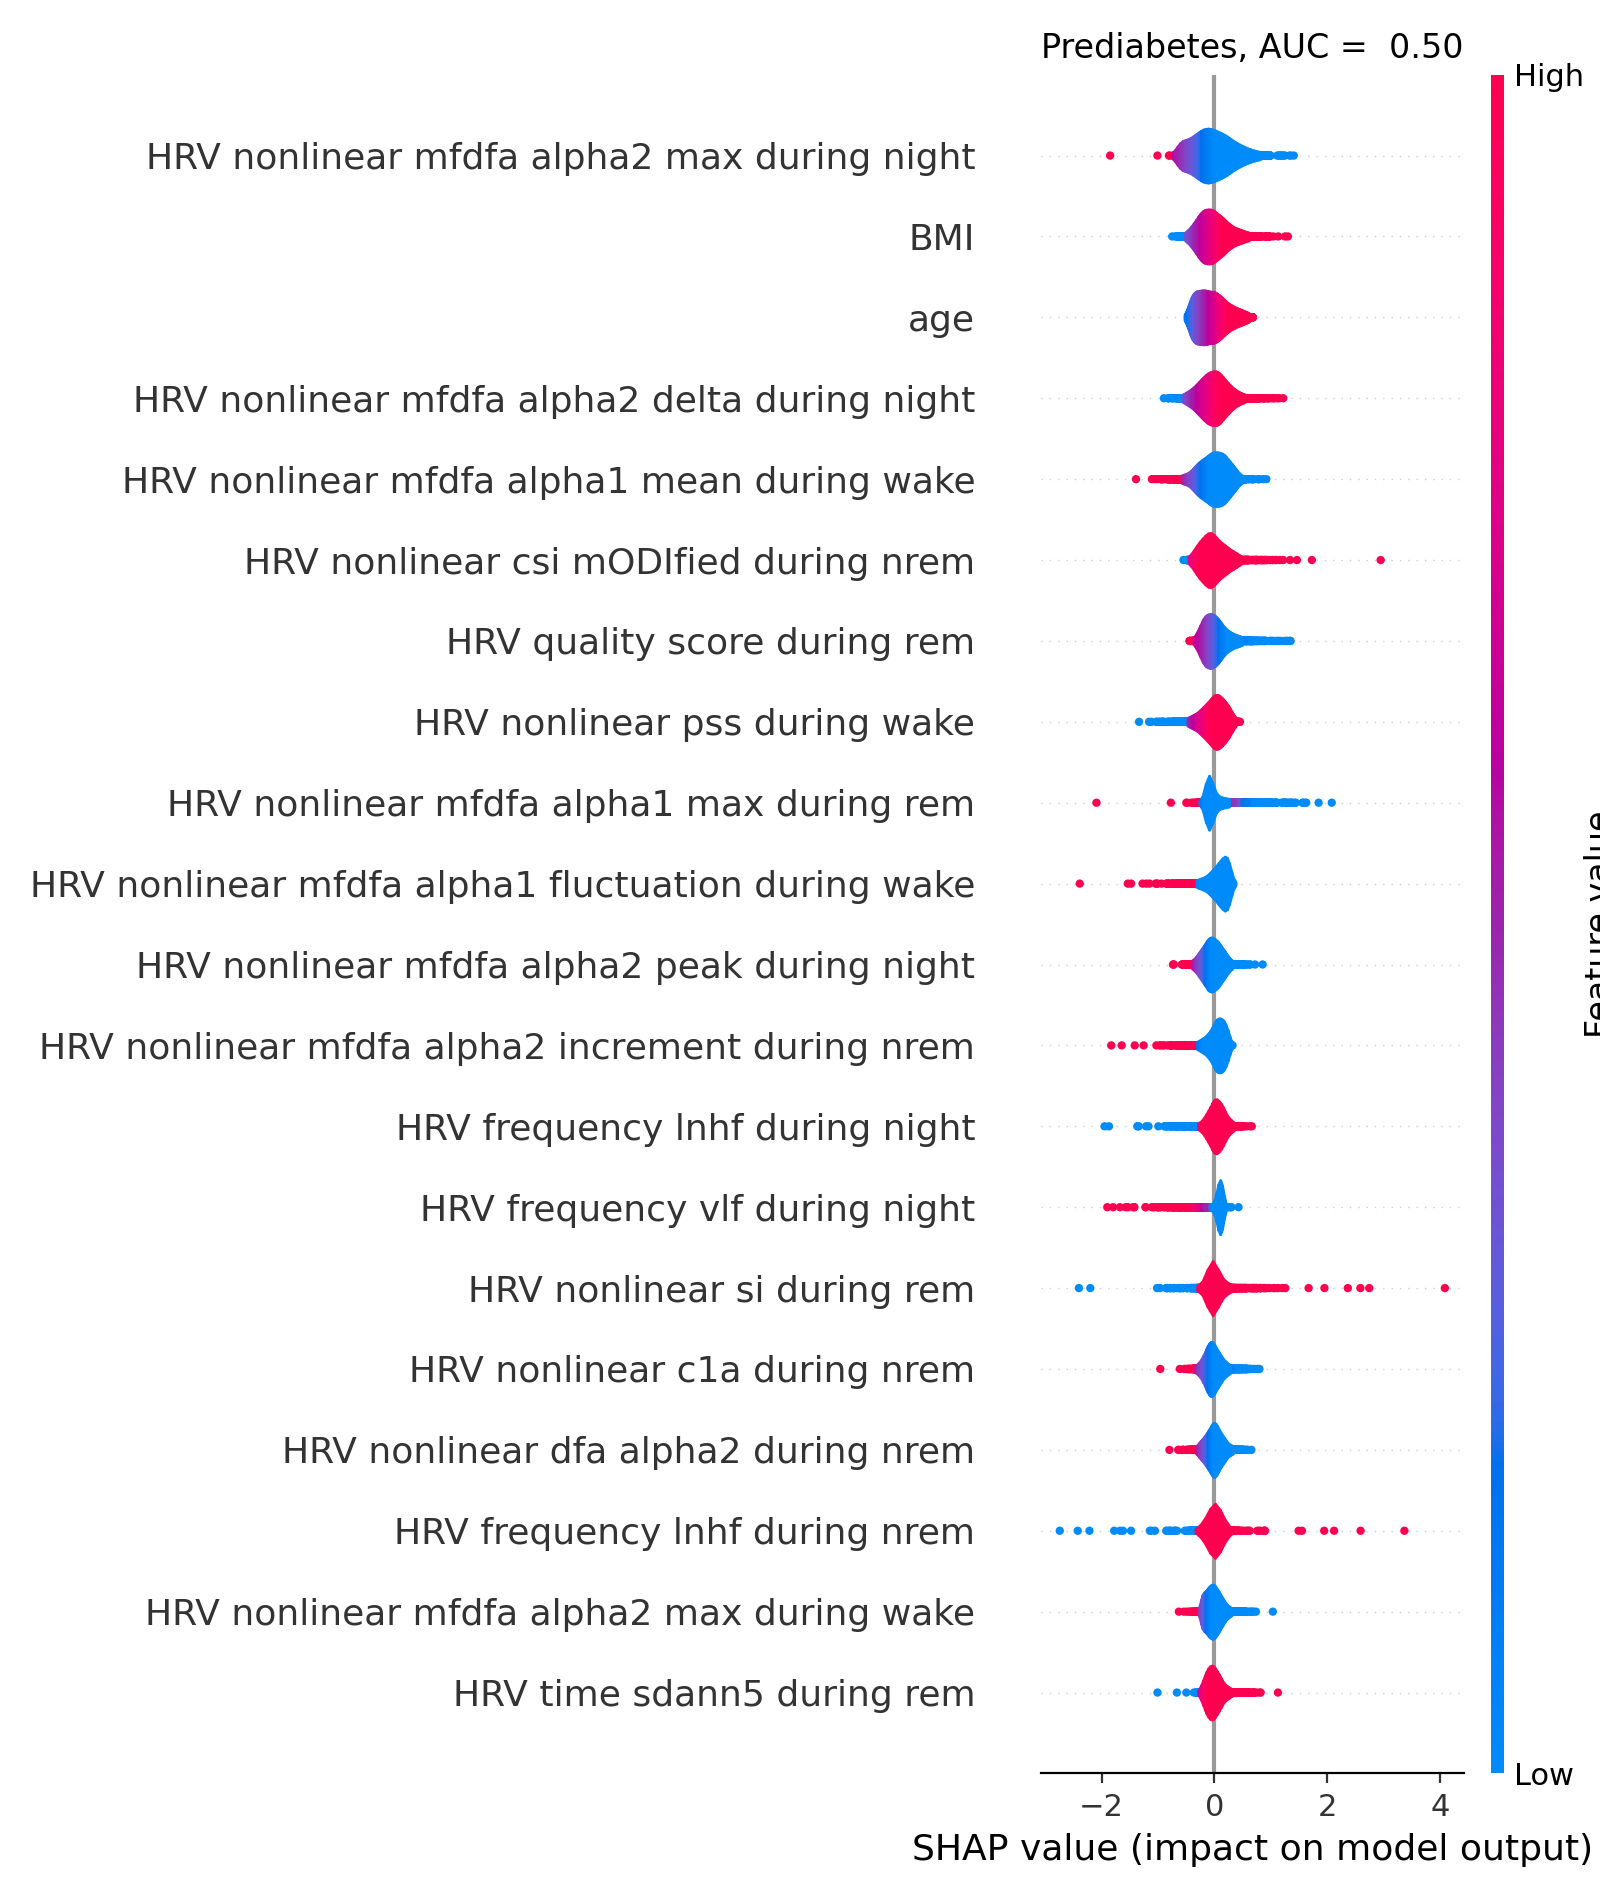 Prediabetes, AUC =  0.50
High
HRV nonlinear mfdfa alpha2 max during night
BMI
age
HRV nonlinear mfdfa alpha2 delta during night
HRV nonlinear mfdfa alpha1 mean during wake
HRV nonlinear csi mODIfied during nrem
HRV quality score during rem
HRV nonlinear pss during wake
HRV nonlinear mfdfa alpha1 max during rem
HRV nonlinear mfdfa alpha1 fluctuation during wake
HRV nonlinear mfdfa alpha2 peak during night
HRV nonlinear mfdfa alpha2 increment during nrem
HRV frequency lnhf during night
HRV frequency vlf during night
HRV nonlinear si during rem
HRV nonlinear c1a during nrem
HRV nonlinear dfa alpha2 during nrem
HRV frequency lnhf during nrem
HRV nonlinear mfdfa alpha2 max during wake
HRV time sdann5 during rem
Feature value
Low
−2 0 2 4
SHAP value (impact on model output)